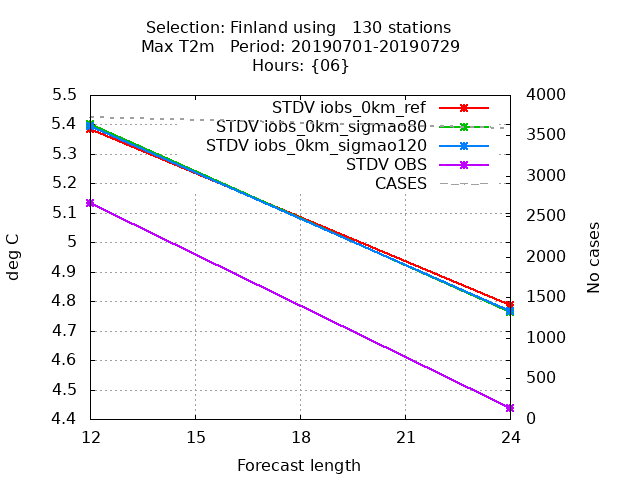 Selection: Finland using   130 stations
Max T2m   Period: 20190701-20190729
Hours: {06}
5.5
5.4
5.3
5.2
5.1
5
4.9
4.8
4.7
4.6
4.5
4.4
deg C
STDV iobs_0km_ref
STDV iobs_0km_sigmao80
STDV iobs_0km_sigmao120
STDV OBS
CASES
4000
3500
3000
2500
2000
1500
1000
500
0
No cases
12 15 18 21 24
Forecast length